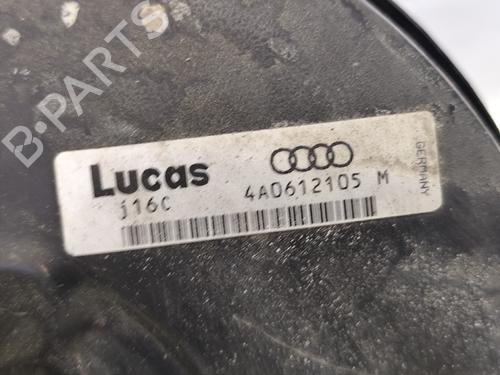 B-PARTS
Lucas
j16C
4A0612105 M
GERMANY